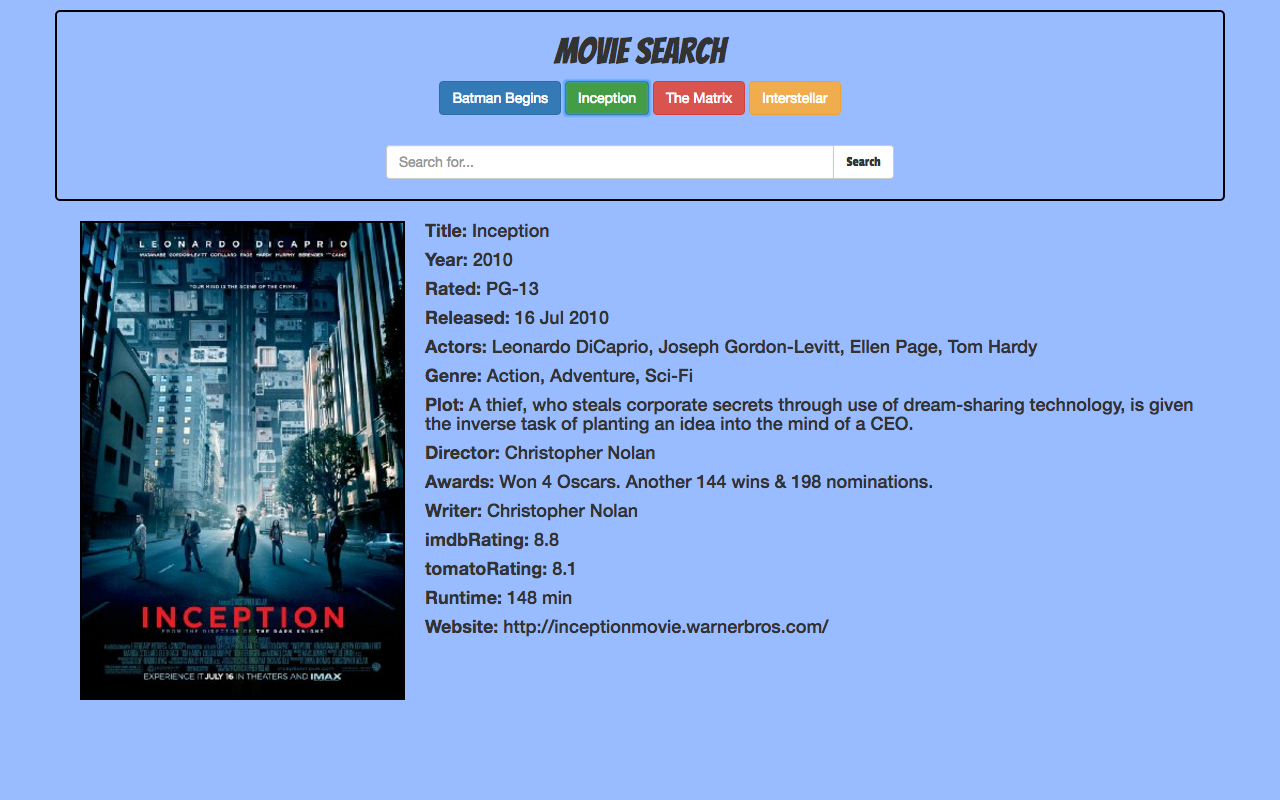 MOVIE SEARCH
Batman Begins Inception The Matrix Interstellar
Search for... Search
LEONARDO DICAPRIO
WATANABE GORDON-LEVITT COTILLARD PAGE HARDY MURPHY BERENGER AND CAINE
YOUR MIND IS THE SCENE OF THE CRIME.
INCEPTION
FROM THE DIRECTOR OF THE DARK KNIGHT
EXPERIENCE IT JULY 16 IN THEATERS AND IMAX
Title: Inception
Year: 2010
Rated: PG-13
Released: 16 Jul 2010
Actors: Leonardo DiCaprio, Joseph Gordon-Levitt, Ellen Page, Tom Hardy
Genre: Action, Adventure, Sci-Fi
Plot: A thief, who steals corporate secrets through use of dream-sharing technology, is given
the inverse task of planting an idea into the mind of a CEO.
Director: Christopher Nolan
Awards: Won 4 Oscars. Another 144 wins & 198 nominations.
Writer: Christopher Nolan
imdbRating: 8.8
tomatoRating: 8.1
Runtime: 148 min
Website: http://inceptionmovie.warnerbros.com/